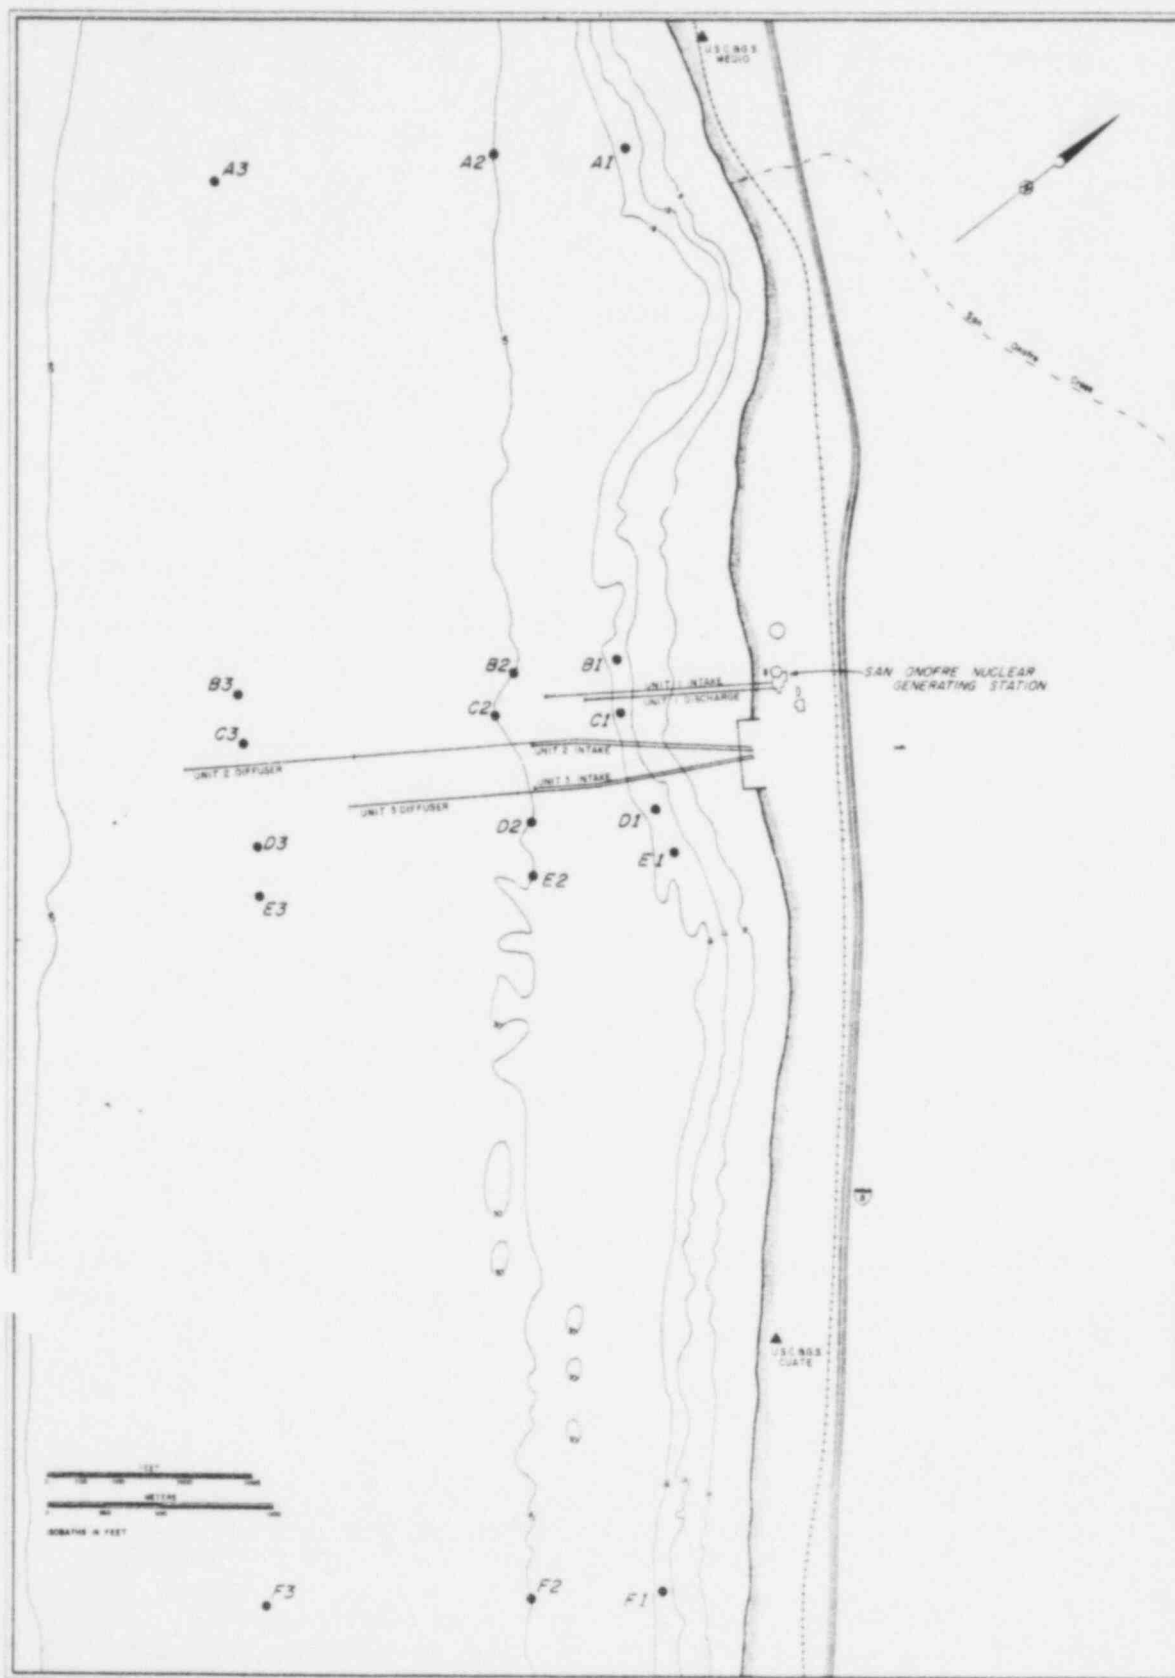 U.S.C.&G.S.
MEDIO
A3
A2
A1
San
Onofre
Creek
B3
B2
B1
UNIT 1 INTAKE
UNIT 1 DISCHARGE
SAN ONOFRE NUCLEAR
GENERATING STATION
C3
C2
C1
UNIT 2 INTAKE
UNIT 2 DIFFUSER
UNIT 3 INTAKE
UNIT 3 DIFFUSER
D3
D2
D1
E3
E2
E1
U.S.C.&G.S.
CUATE
FEET
METERS
ISOBATHS IN FEET
F3
F2
F1